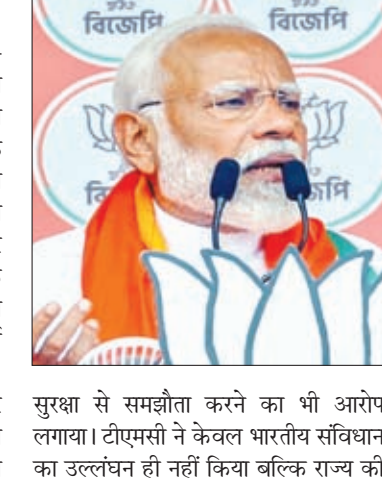 বিজেপি
বিজেপি
सुरक्षा से समझौता करने का भी आरोप
लगाया। टीएमसी ने केवल भारतीय संविधान
का उल्लंघन ही नहीं किया बल्कि राज्य की